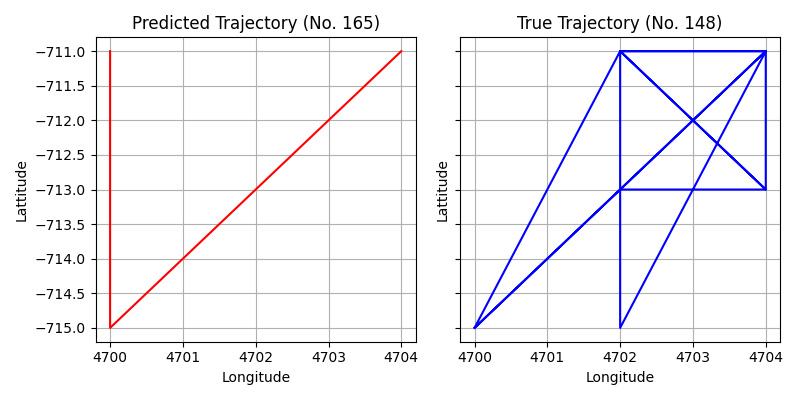 Predicted Trajectory (No. 165)
True Trajectory (No. 148)
Lattitude
−711.0
−711.5
−712.0
−712.5
−713.0
−713.5
−714.0
−714.5
−715.0
4700 4701 4702 4703 4704
Longitude
Lattitude
4700 4701 4702 4703 4704
Longitude